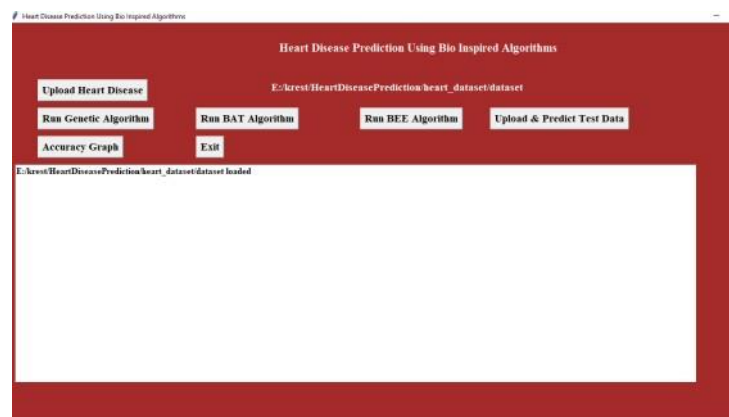 Heart Disease Prediction Using Bio Inspired Algorithms
Heart Disease Prediction Using Bio Inspired Algorithms
Upload Heart Disease
E:/krest/HeartDiseasePrediction/heart_dataset/dataset
Run Genetic Algorithm
Run BAT Algorithm
Run BEE Algorithm
Upload & Predict Test Data
Accuracy Graph
Exit
E:/krest/HeartDiseasePrediction/heart_dataset/dataset loaded